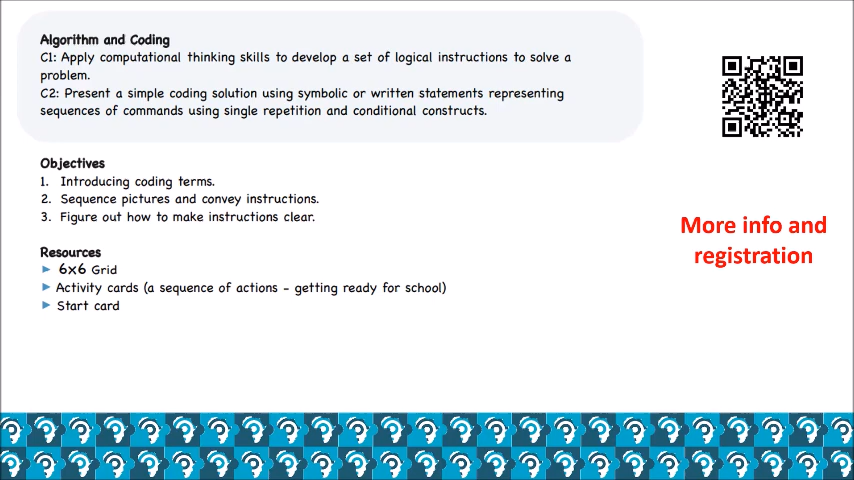 Algorithm and Coding
C1: Apply computational thinking skills to develop a set of logical instructions to solve a
problem.
C2: Present a simple coding solution using symbolic or written statements representing
sequences of commands using single repetition and conditional constructs.
Objectives
1. Introducing coding terms.
2. Sequence pictures and convey instructions.
3. Figure out how to make instructions clear.
Resources
► 6x6 Grid
► Activity cards (a sequence of actions - getting ready for school)
► Start card
More info and
registration